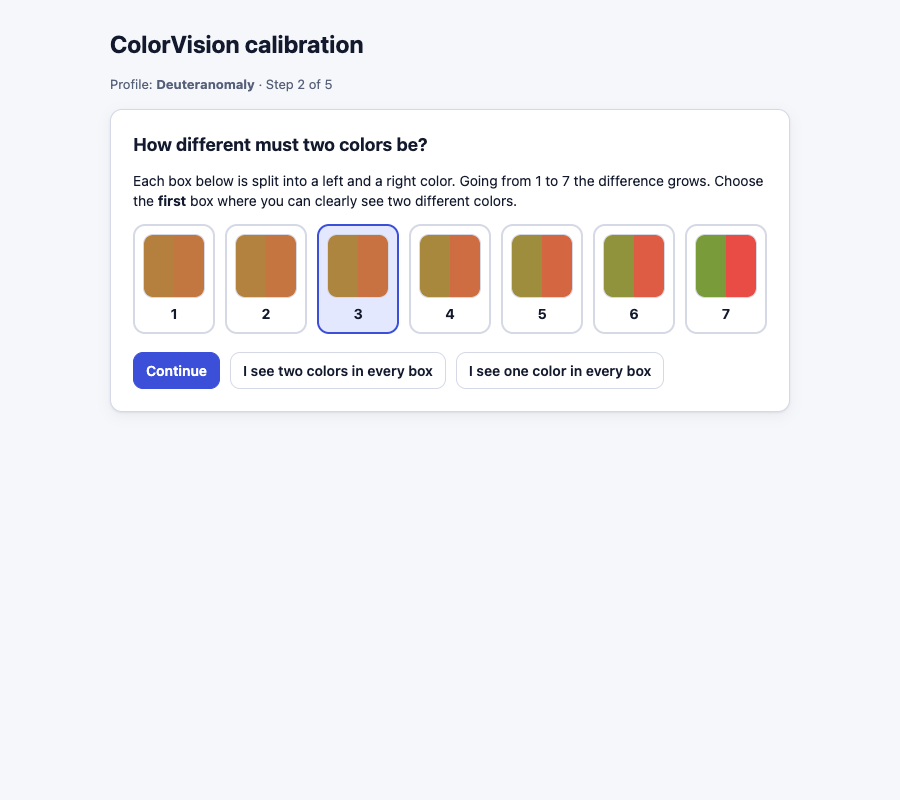 ColorVision calibration
Profile: Deuteranomaly · Step 2 of 5
How different must two colors be?
Each box below is split into a left and a right color. Going from 1 to 7 the difference grows. Choose
the first box where you can clearly see two different colors.
1 2 3 4 5 6 7
Continue I see two colors in every box I see one color in every box